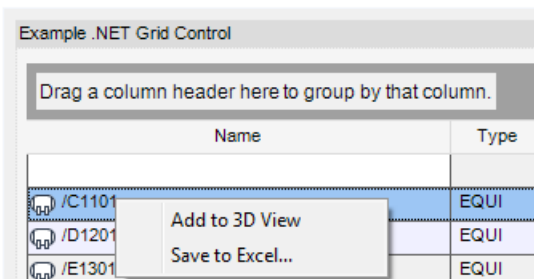 Example .NET Grid Control
Drag a column header here to group by that column.
Name Type
/C1101 EQUI
Add to 3D View
/D1201 EQUI
Save to Excel...
/E1301 EQUI